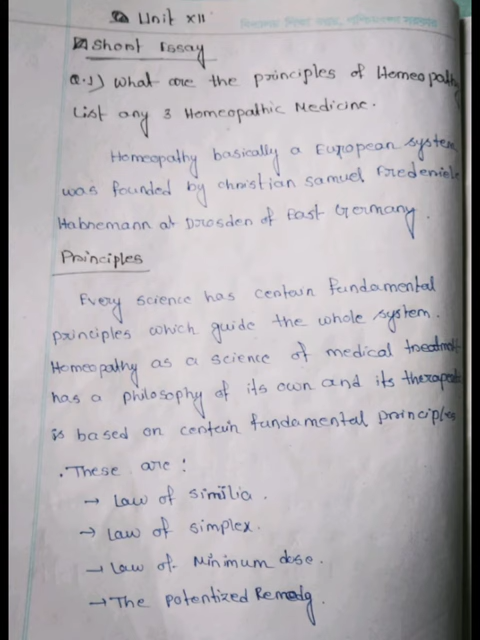 Unit XII
Short Essay
Q.1) What are the principles of Homeopathy
List any 3 Homeopathic Medicine.
Homeopathy basically a European system
was founded by Christian Samuel Frederick
Hahnemann at Drosden of East Germany.
Principles
Every science has certain fundamental
principles which guide the whole system.
Homeopathy as a science of medical treatment
has a philosophy of its own and its therapeutic
is based on certain fundamental principles
. These are :
→ Law of similia.
→ Law of simplex.
→ Law of Minimum dose.
→ The potentized Remedy.